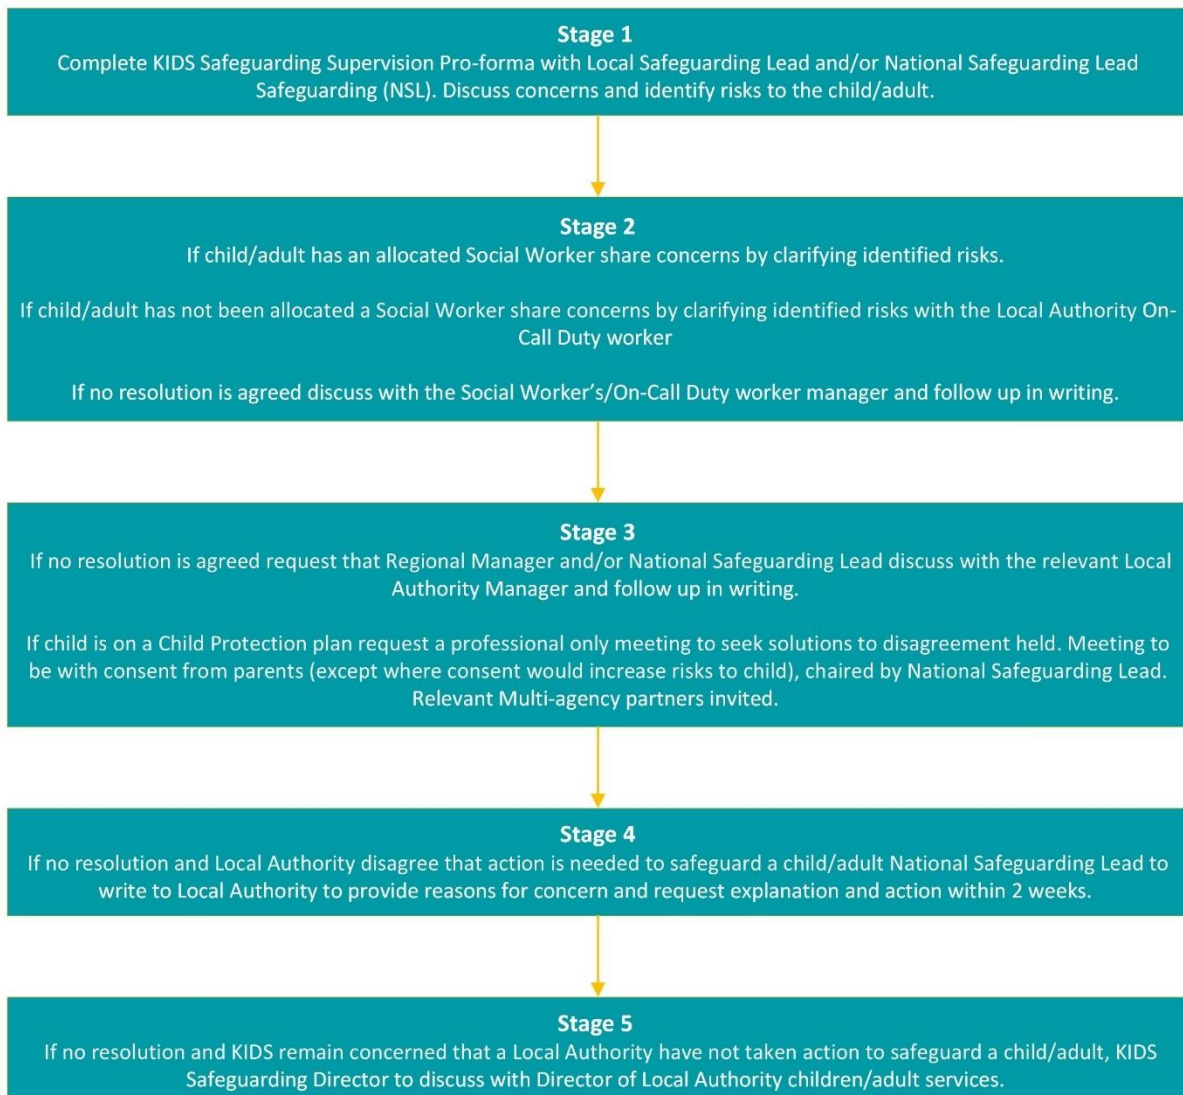 Stage 1
Complete KIDS Safeguarding Supervision Pro-forma with Local Safeguarding Lead and/or National Safeguarding Lead
Safeguarding (NSL). Discuss concerns and identify risks to the child/adult.
Stage 2
If child/adult has an allocated Social Worker share concerns by clarifying identified risks.
If child/adult has not been allocated a Social Worker share concerns by clarifying identified risks with the Local Authority On-
Call Duty worker
If no resolution is agreed discuss with the Social Worker’s/On-Call Duty worker manager and follow up in writing.
Stage 3
If no resolution is agreed request that Regional Manager and/or National Safeguarding Lead discuss with the relevant Local
Authority Manager and follow up in writing.
If child is on a Child Protection plan request a professional only meeting to seek solutions to disagreement held. Meeting to
be with consent from parents (except where consent would increase risks to child), chaired by National Safeguarding Lead.
Relevant Multi-agency partners invited.
Stage 4
If no resolution and Local Authority disagree that action is needed to safeguard a child/adult National Safeguarding Lead to
write to Local Authority to provide reasons for concern and request explanation and action within 2 weeks.
Stage 5
If no resolution and KIDS remain concerned that a Local Authority have not taken action to safeguard a child/adult, KIDS
Safeguarding Director to discuss with Director of Local Authority children/adult services.